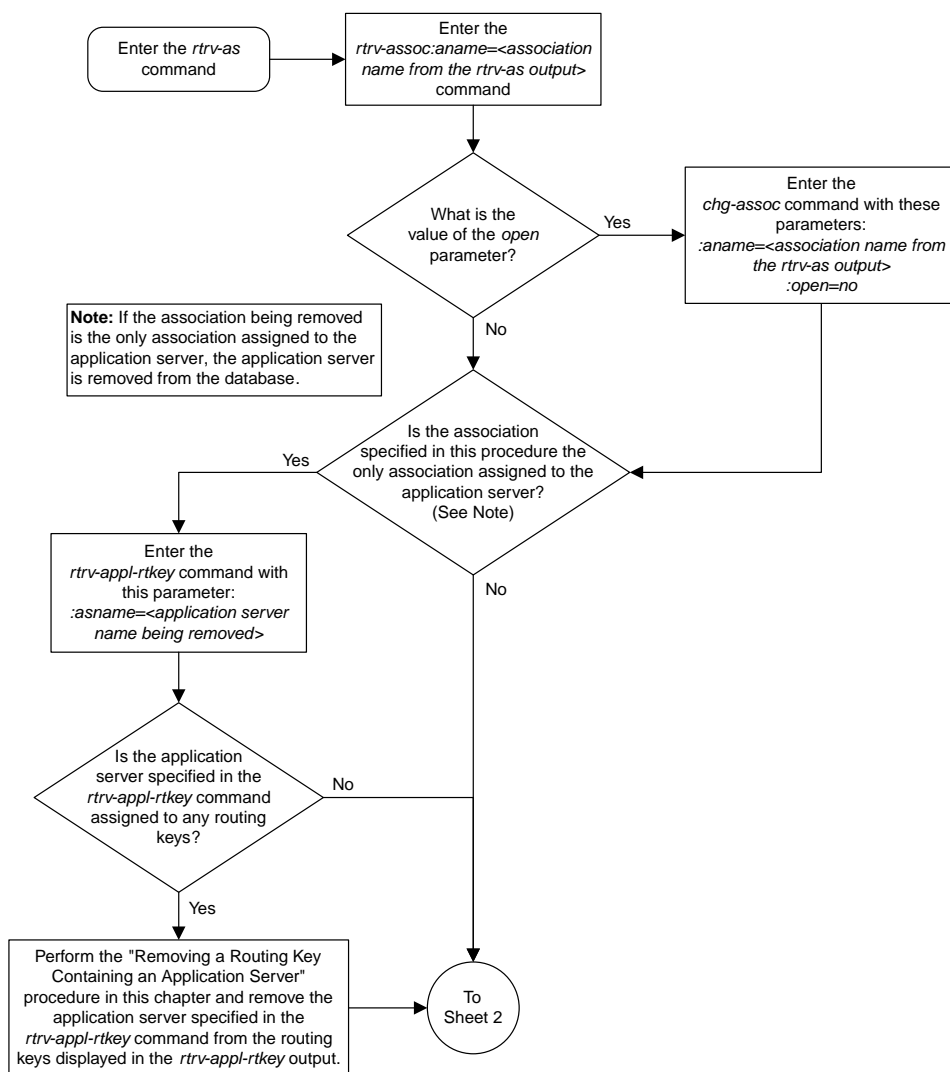 Enter the rtrv-as
command
Enter the
rtrv-assoc:aname=<association
name from the rtrv-as output>
command
What is the
value of the open
parameter?
Yes
Enter the
chg-assoc command with these
parameters:
:aname=<association name from
the rtrv-as output>
:open=no
No
Note: If the association being removed
is the only association assigned to the
application server, the application server
is removed from the database.
Is the association
specified in this procedure the
only association assigned to the
application server?
(See Note)
Yes
No
Enter the
rtrv-appl-rtkey command with
this parameter:
:asname=<application server
name being removed>
Is the application
server specified in the
rtrv-appl-rtkey command
assigned to any routing
keys?
No
Yes
Perform the "Removing a Routing Key
Containing an Application Server"
procedure in this chapter and remove the
application server specified in the
rtrv-appl-rtkey command from the routing
keys displayed in the rtrv-appl-rtkey output.
To
Sheet 2